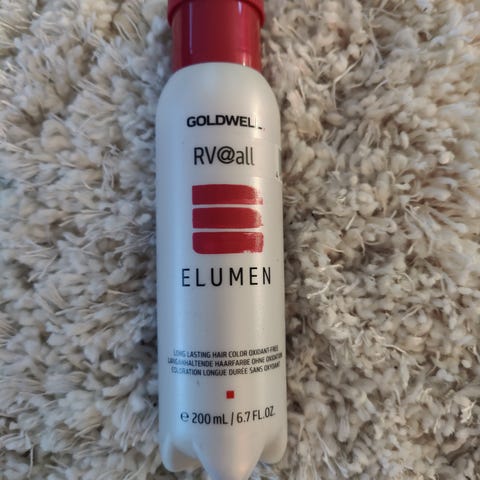 GOLDWELL.
RV@all
ELUMEN
LONG LASTING HAIR COLOR OXIDANT-FREE
LANGANHALTENDE HAARFARBE OHNE OXIDATION
COLORATION LONGUE DURÉE SANS OXYDANT
℮ 200 mL / 6.7 FL.OZ.